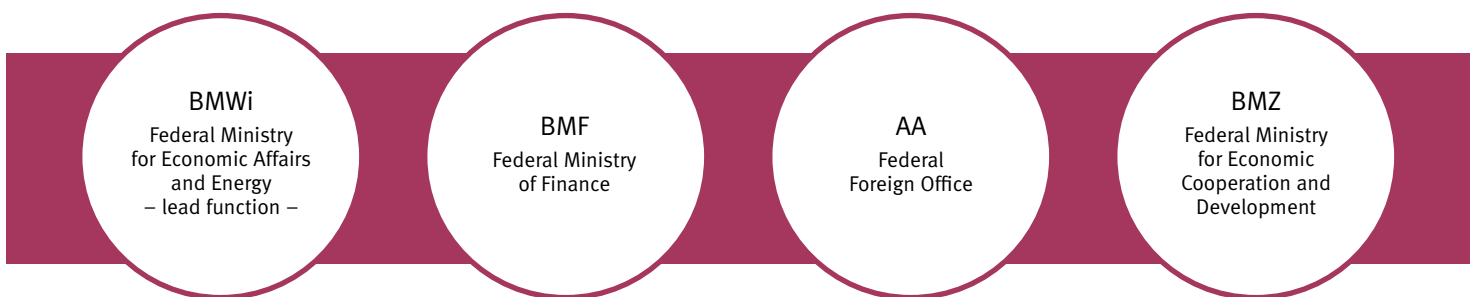 BMWi
Federal Ministry
for Economic Affairs
and Energy
– lead function –
BMF
Federal Ministry
of Finance
AA
Federal
Foreign Office
BMZ
Federal Ministry
for Economic
Cooperation and
Development